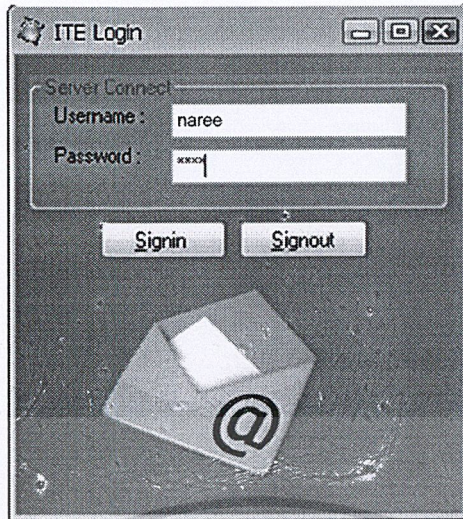 ITE Login
Server Connect
Username : naree
Password : ****
Signin Signout
@